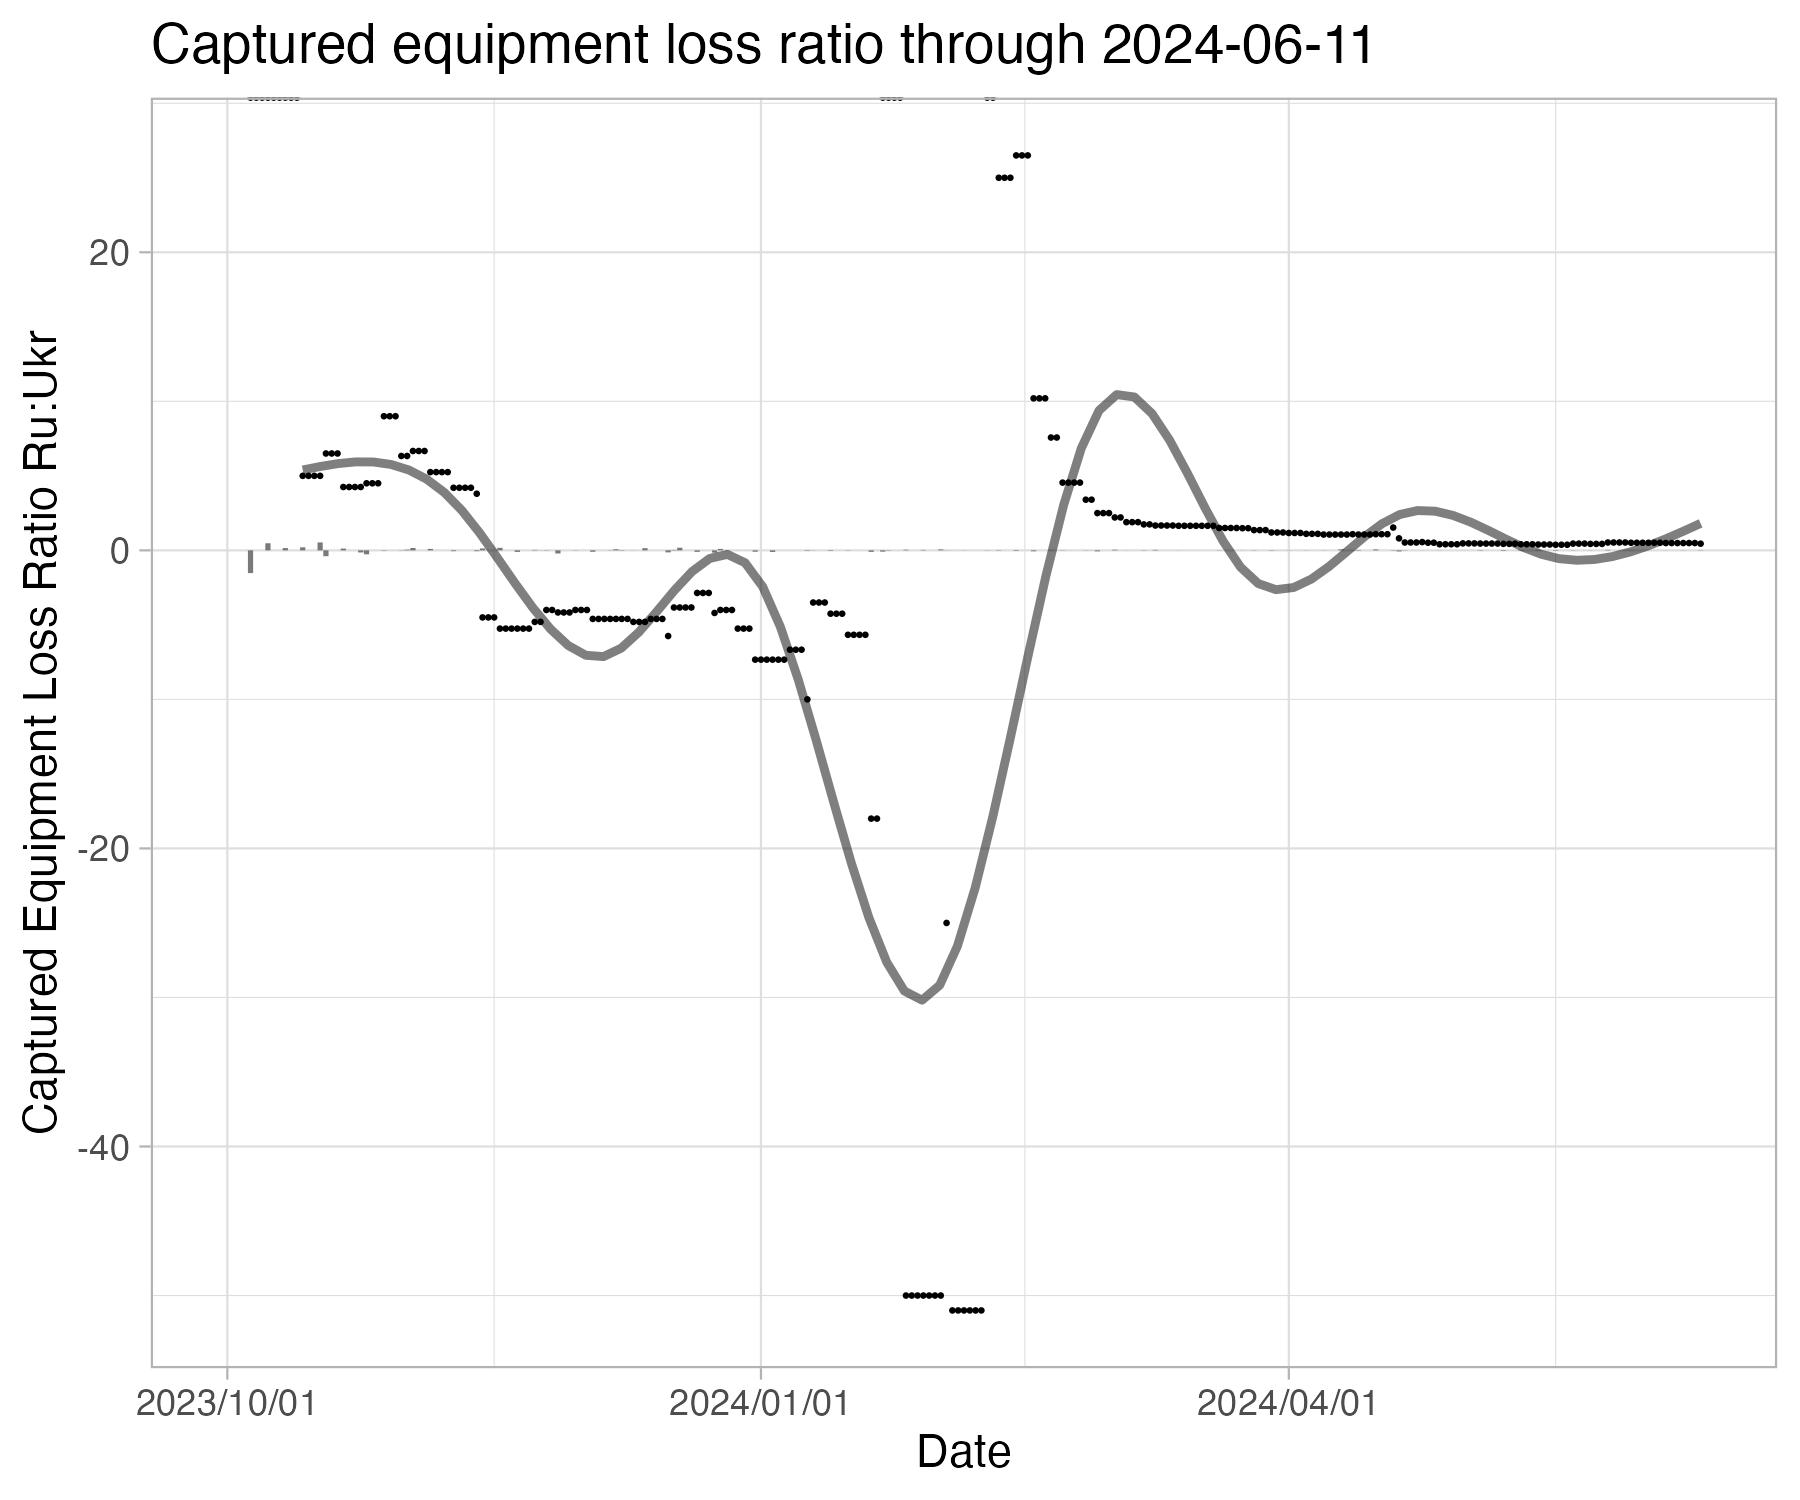 Captured equipment loss ratio through 2024-06-11
Captured Equipment Loss Ratio Ru:Ukr
20
0
-20
-40
2023/10/01
2024/01/01
2024/04/01
Date